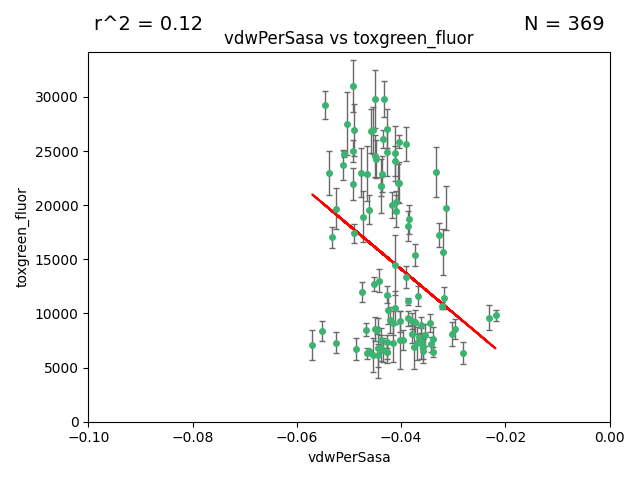 r^2 = 0.12
N = 369
vdwPerSasa vs toxgreen_fluor
30000
25000
20000
15000
10000
5000
0
toxgreen_fluor
−0.10
−0.08
−0.06
−0.04
−0.02
0.00
vdwPerSasa